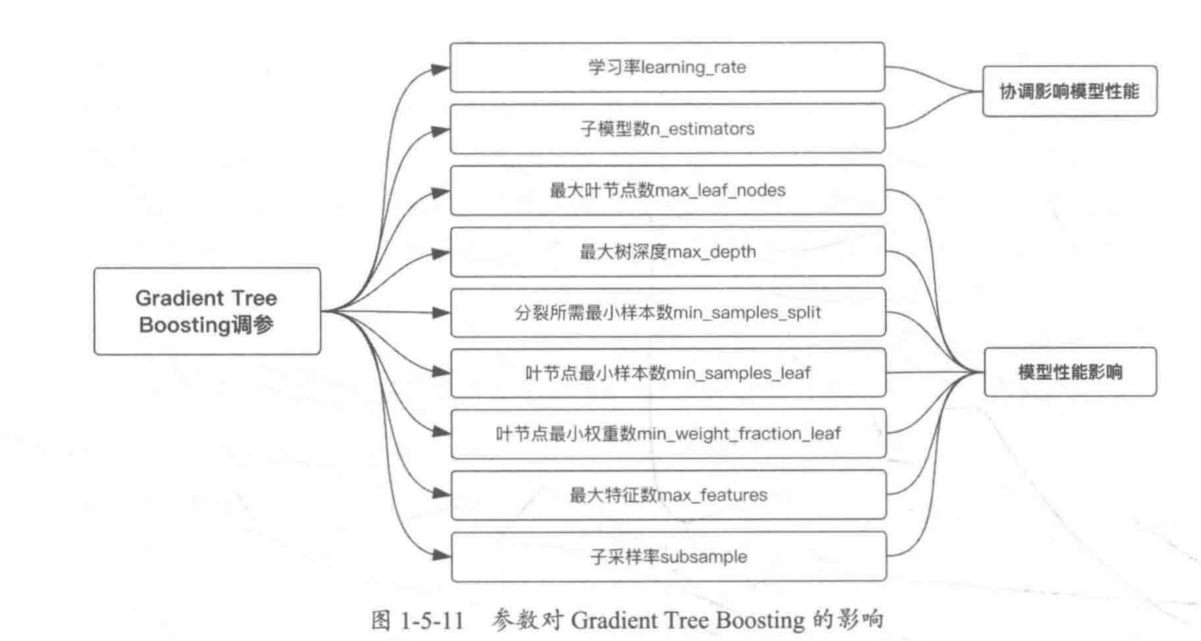 学习率learning_rate
子模型数n_estimators
协调影响模型性能
最大叶节点数max_leaf_nodes
最大树深度max_depth
Gradient Tree
Boosting调参
分裂所需最小样本数min_samples_split
叶节点最小样本数min_samples_leaf
模型性能影响
叶节点最小权重数min_weight_fraction_leaf
最大特征数max_features
子采样率subsample
图 1-5-11 参数对 Gradient Tree Boosting 的影响